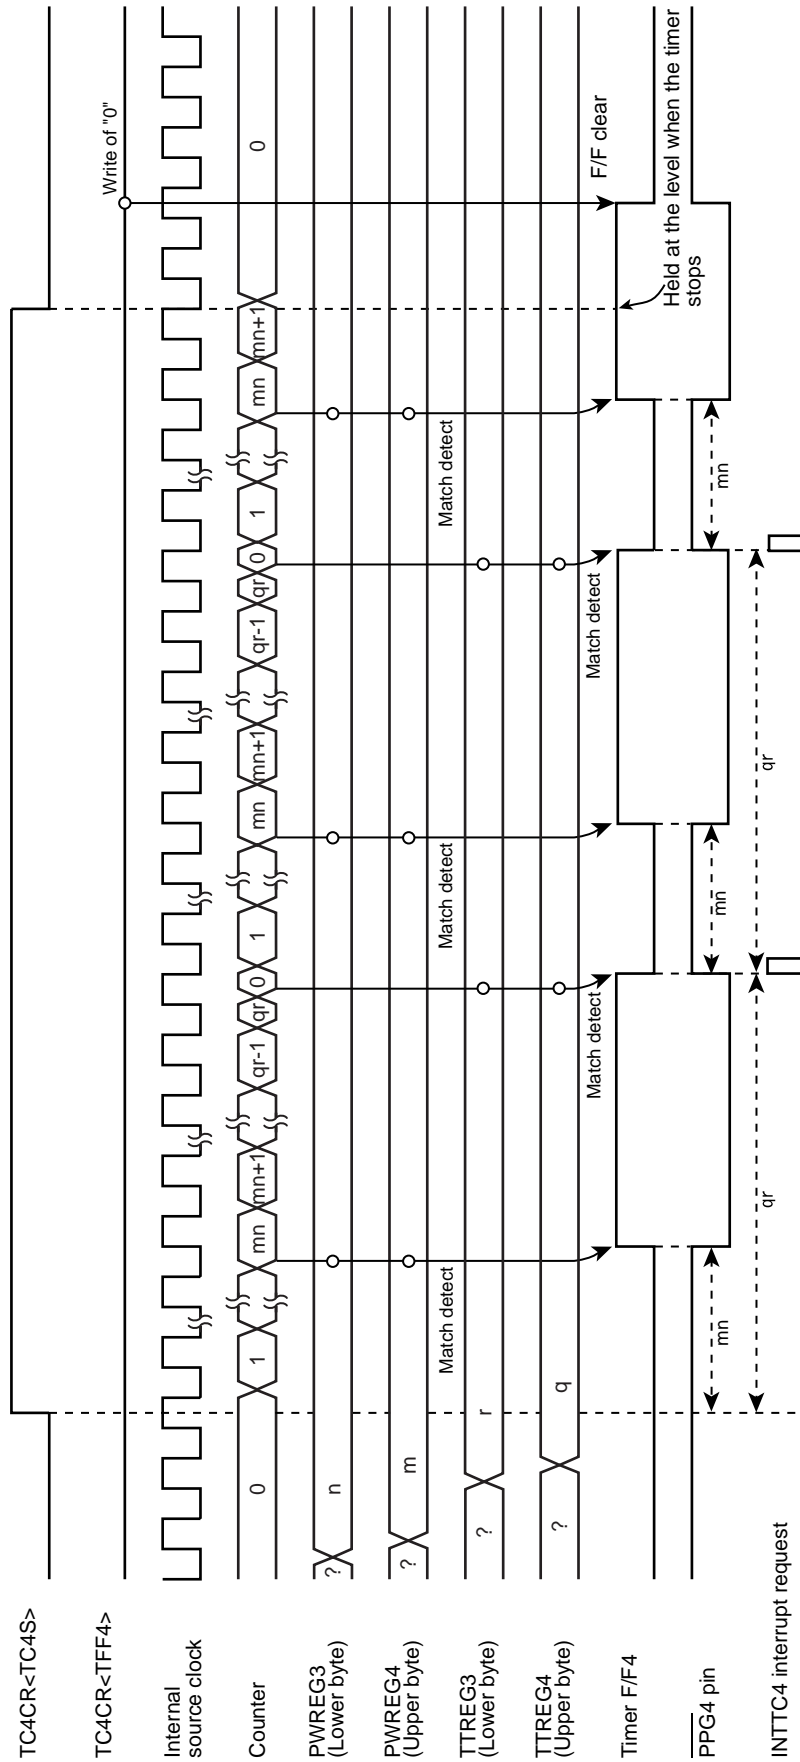 TC4CR<TC4S>
TC4CR<TFF4>
Write of "0"
Internal
source clock
Counter
0
1
mn
mn+1
qr-1
qr
0
1
mn
mn+1
qr-1
qr
0
1
mn
mn+1
0
PWREG3
(Lower byte)
?
n
PWREG4
(Upper byte)
?
m
Match detect
Match detect
Match detect
TTREG3
(Lower byte)
?
r
TTREG4
(Upper byte)
?
q
Match detect
Match detect
F/F clear
Timer F/F4
Held at the level when the timer
stops
PPG4 pin
mn
mn
mn
qr
qr
INTTC4 interrupt request